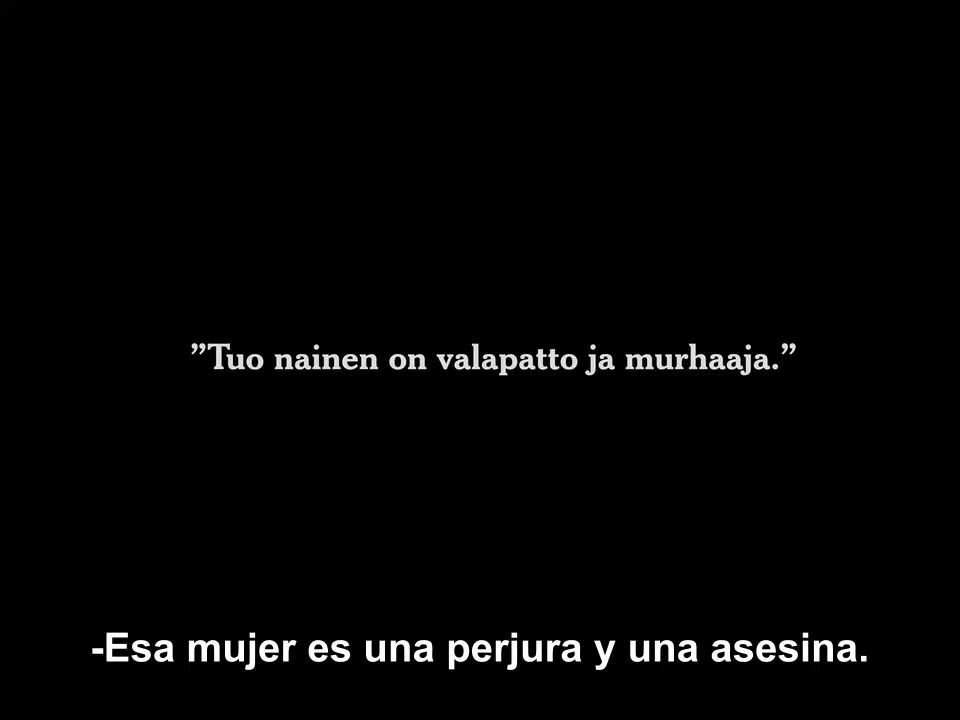 ”Tuo nainen on valapatto ja murhaaja.”
-Esa mujer es una perjura y una asesina.